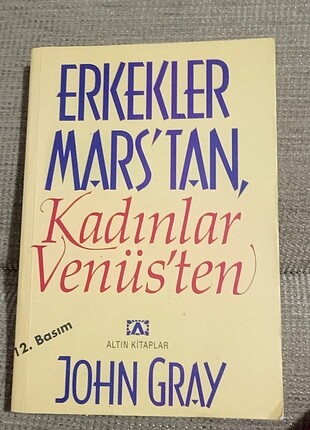 ERKEKLER
MARS'TAN,
Kadınlar
Venüs'ten
12. Basım
ALTIN KİTAPLAR
JOHN GRAY